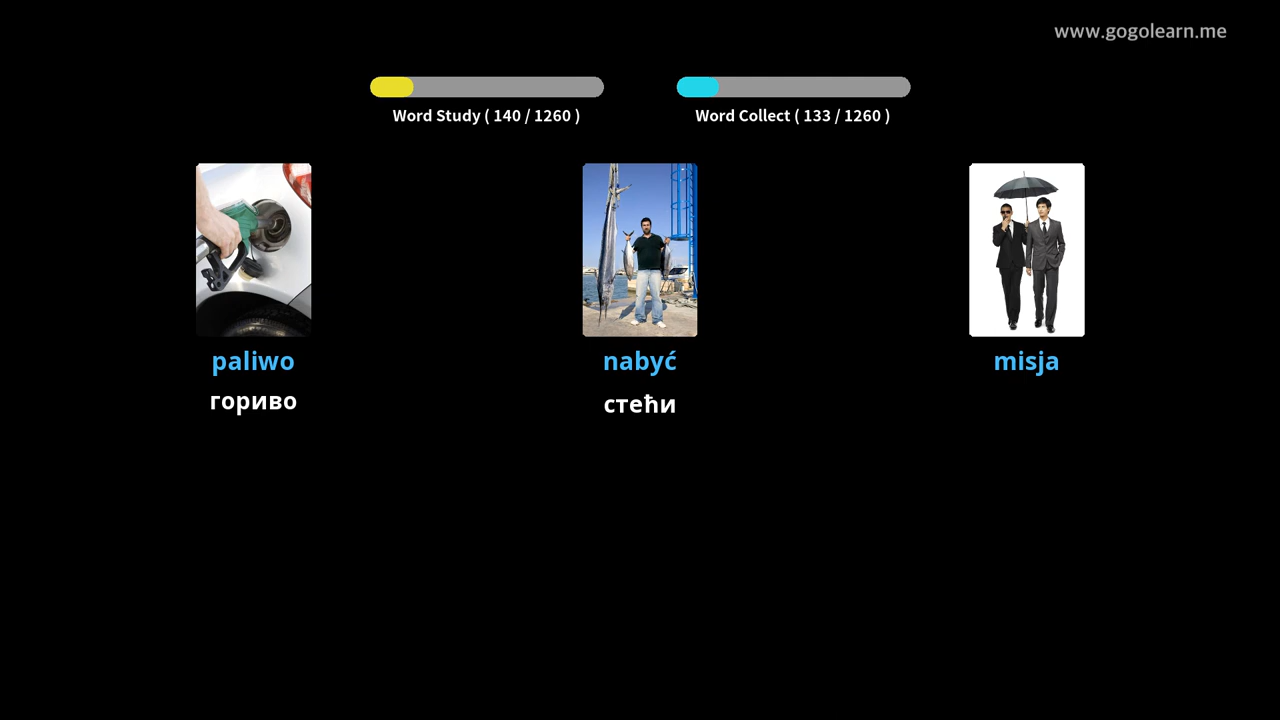 www.gogolearn.me
Word Study ( 140 / 1260 )
Word Collect ( 133 / 1260 )
paliwo
гориво
nabyć
стећи
misja